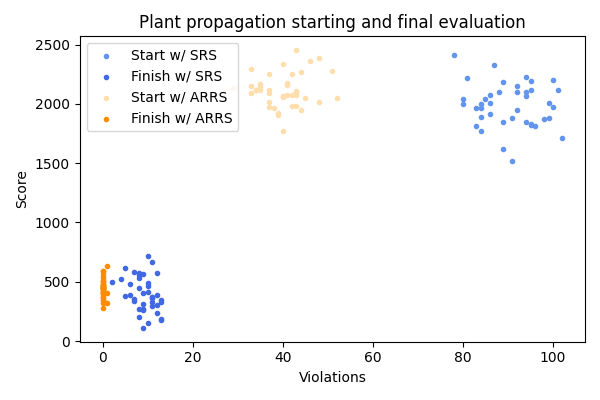 Plant propagation starting and final evaluation
Start w/ SRS
Finish w/ SRS
Start w/ ARRS
Finish w/ ARRS
Score
2500
2000
1500
1000
500
0
0 20 40 60 80 100
Violations